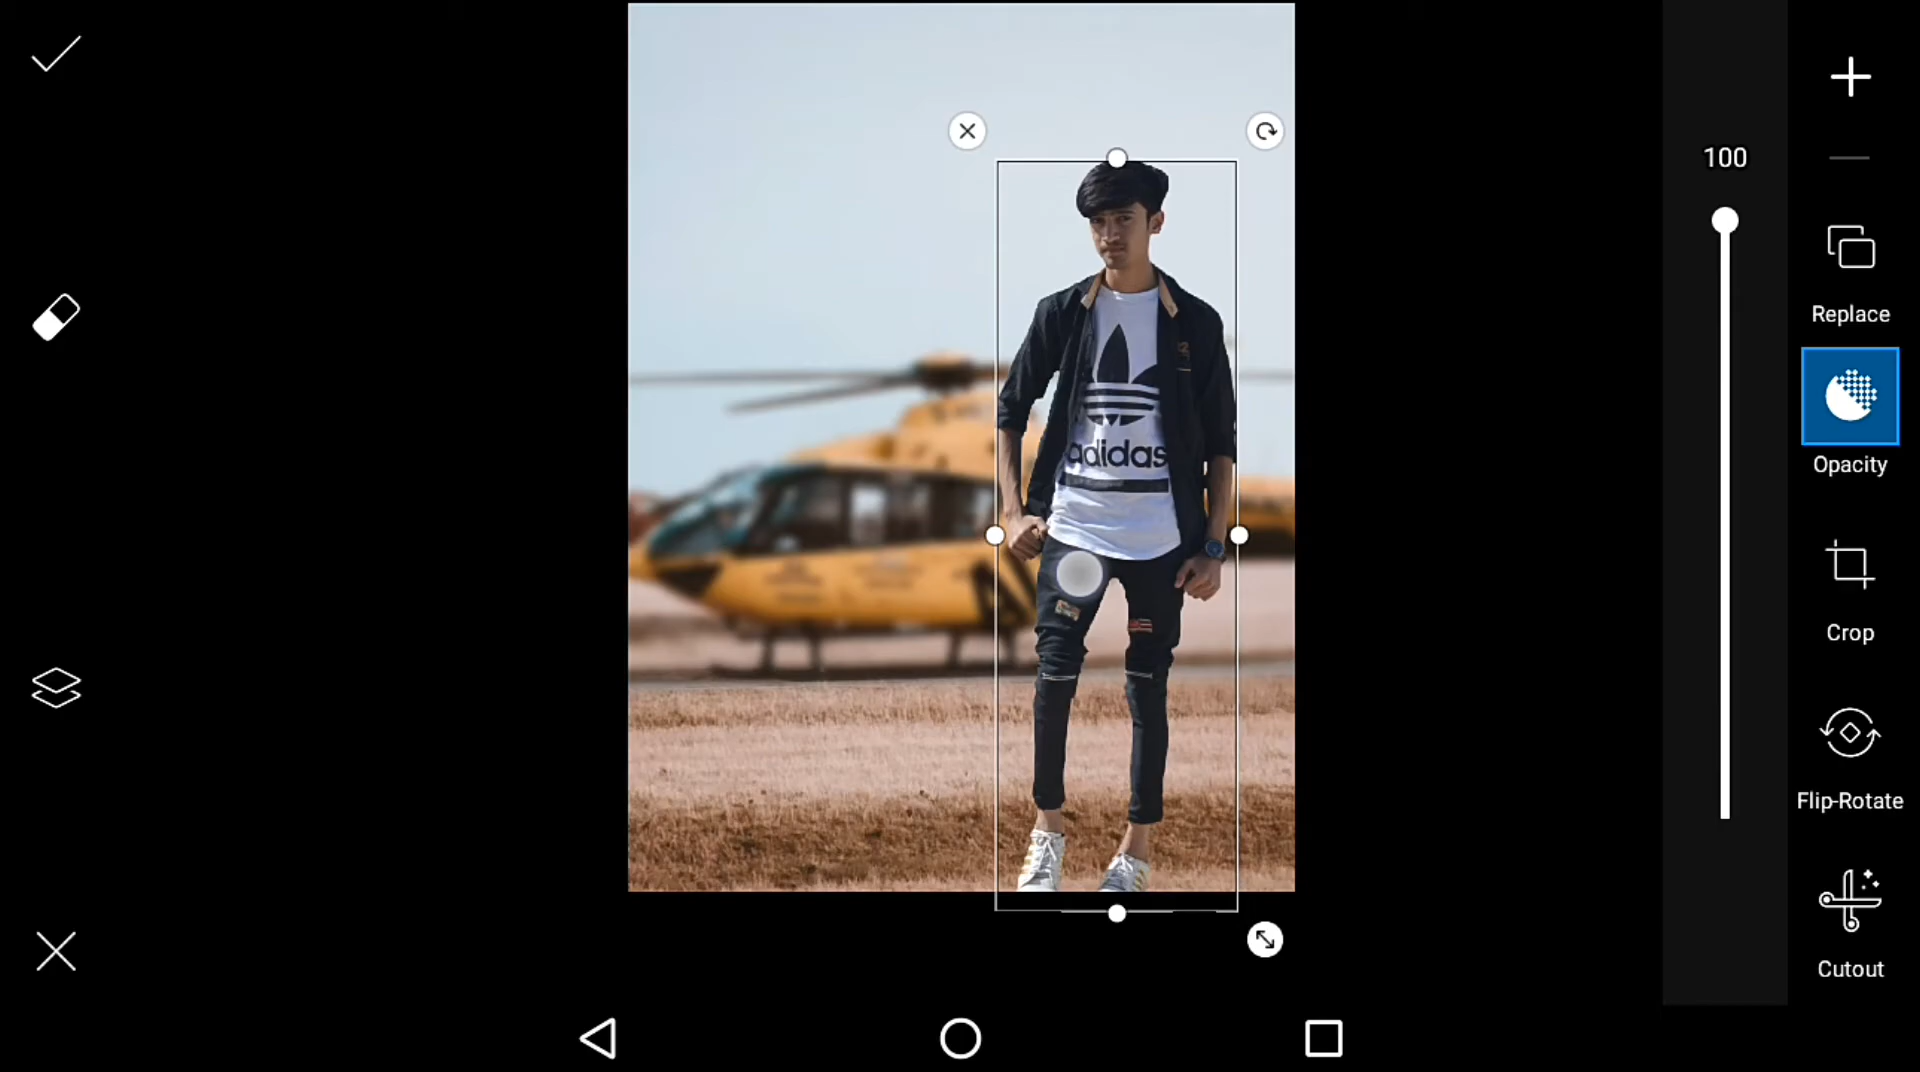 100
Replace
Opacity
Crop
Flip-Rotate
Cutout
adidas